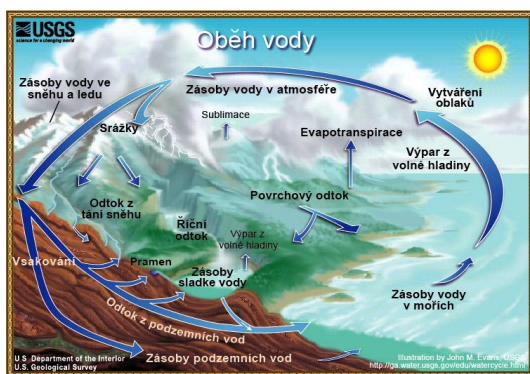 USGS
science for a changing world
Oběh vody
Zásoby vody ve
sněhu a ledu
Zásoby vody v atmosféře
Vytváření
oblaků
Sublimace
Srážky
Evapotranspirace
Výpar z
volné hladiny
Odtok z
tání sněhu
Povrchový odtok
Říční
odtok
Výpar z
volné hladiny
Vsakování
Pramen
Zásoby
sladke vody
Zásoby vody
v mořích
Odtok z podzemních vod
Zásoby podzemních vod
U.S. Department of the Interior
U.S. Geological Survey
Illustration by John M. Evans, USGS
http://ga.water.usgs.gov/edu/watercycle.html